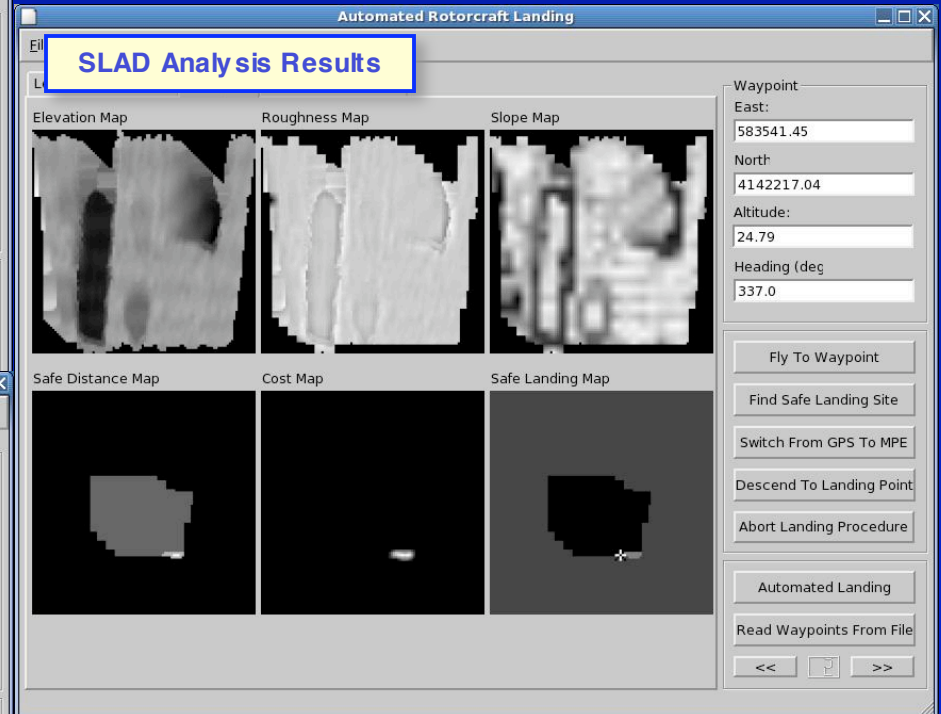 Automated Rotorcraft Landing
Fil
SLAD Analysis Results
L
Elevation Map
Roughness Map
Slope Map
Safe Distance Map
Cost Map
Safe Landing Map
Waypoint
East:
583541.45
North
4142217.04
Altitude:
24.79
Heading (deg
337.0
Fly To Waypoint
Find Safe Landing Site
Switch From GPS To MPE
Descend To Landing Point
Abort Landing Procedure
Automated Landing
Read Waypoints From File
<< 2 >>